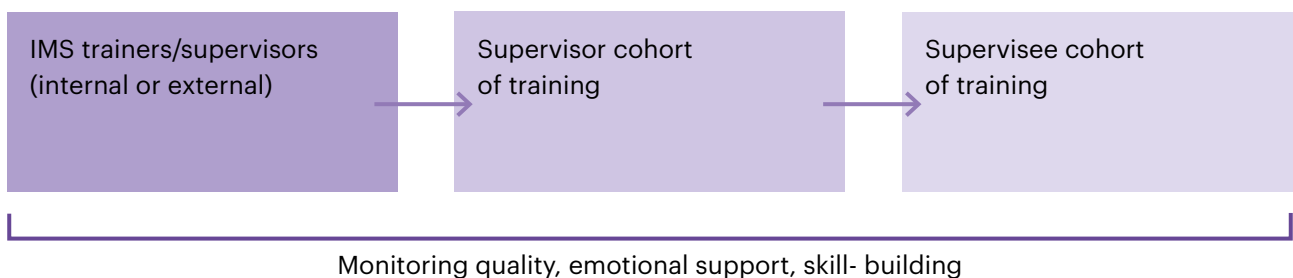 IMS trainers/supervisors
(internal or external)
Supervisor cohort
of training
Supervisee cohort
of training
Monitoring quality, emotional support, skill- building